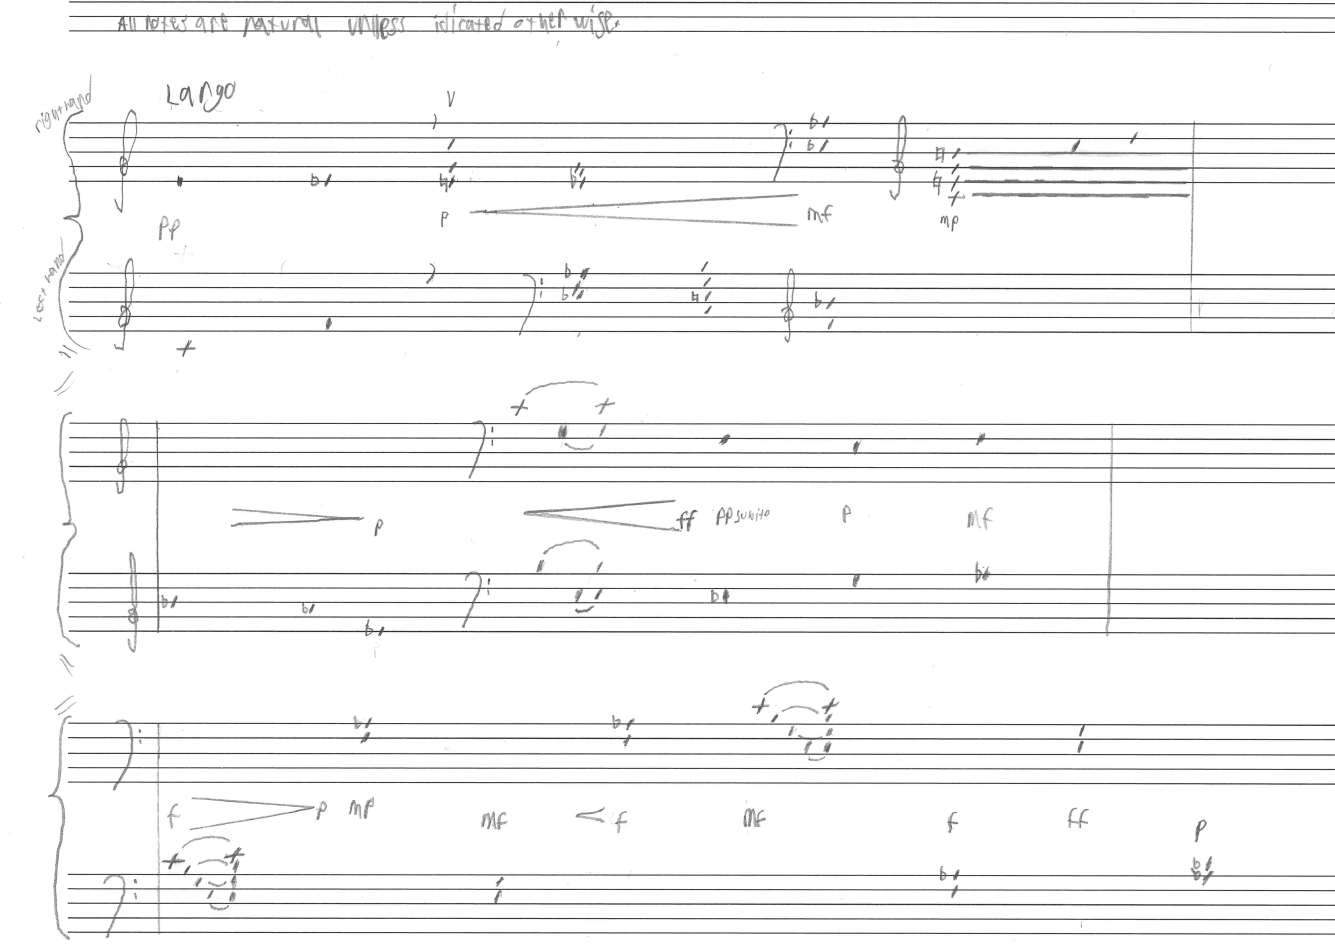 All notes are natural unless idicated otherwise.
Right hand
Largo
p
mf
mp
pp
Left hand
p
ff
pp subito
p
mf
f
p
mp
mf
f
mf
f
ff
p